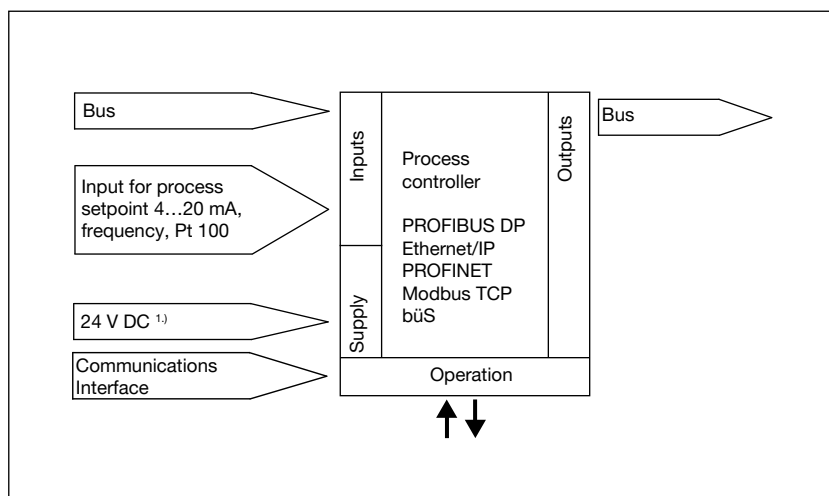 Bus
Input for process
setpoint 4…20 mA,
frequency, Pt 100
24 V DC 1.)
Communications
Interface
Inputs
Supply
Process
controller
PROFIBUS DP
Ethernet/IP
PROFINET
Modbus TCP
büS
Operation
Outputs
Bus